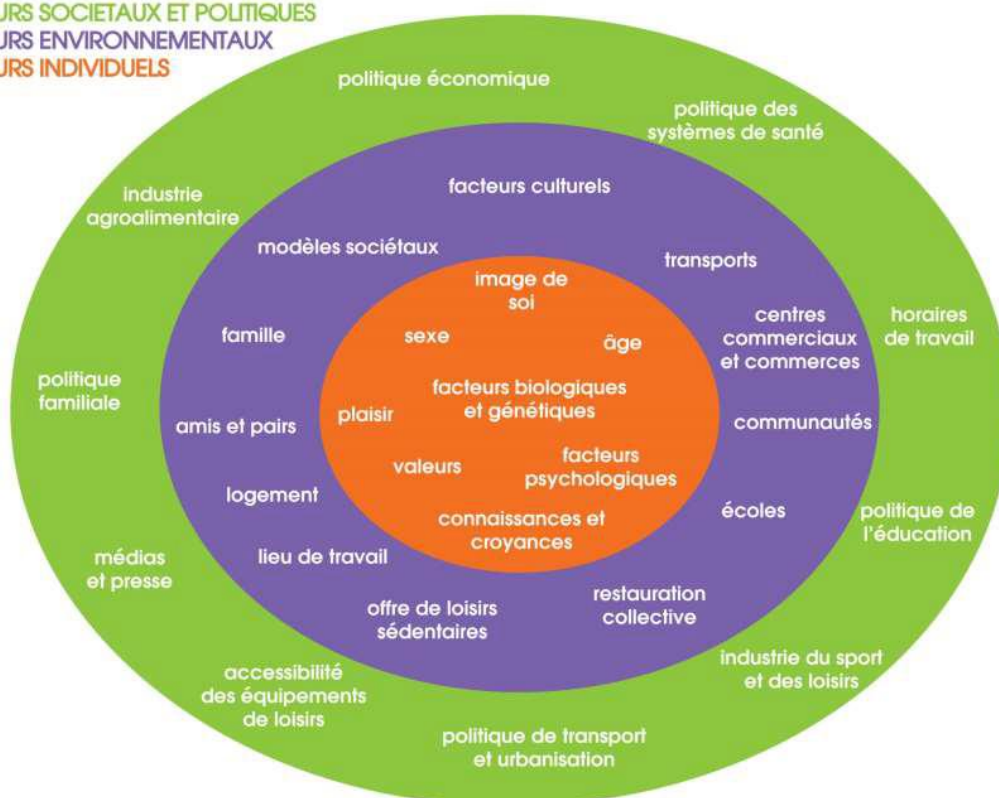 SOCIETAUX ET POLITIQUES
ENVIRONNEMENTAUX
INDIVIDUELS
politique économique
politique des
systèmes de santé
industrie
agroalimentaire
facteurs culturels
modèles sociétaux
transports
image de
soi
famille
sexe
âge
centres
commerciaux
et commerces
horaires
de travail
politique
familiale
facteurs biologiques
et génétiques
plaisir
amis et pairs
communautés
valeurs
facteurs
psychologiques
logement
écoles
politique de
l'éducation
connaissances et
croyances
médias
et presse
lieu de travail
offre de loisirs
sédentaires
restauration
collective
industrie du sport
et des loisirs
accessibilité
des équipements
de loisirs
politique de transport
et urbanisation